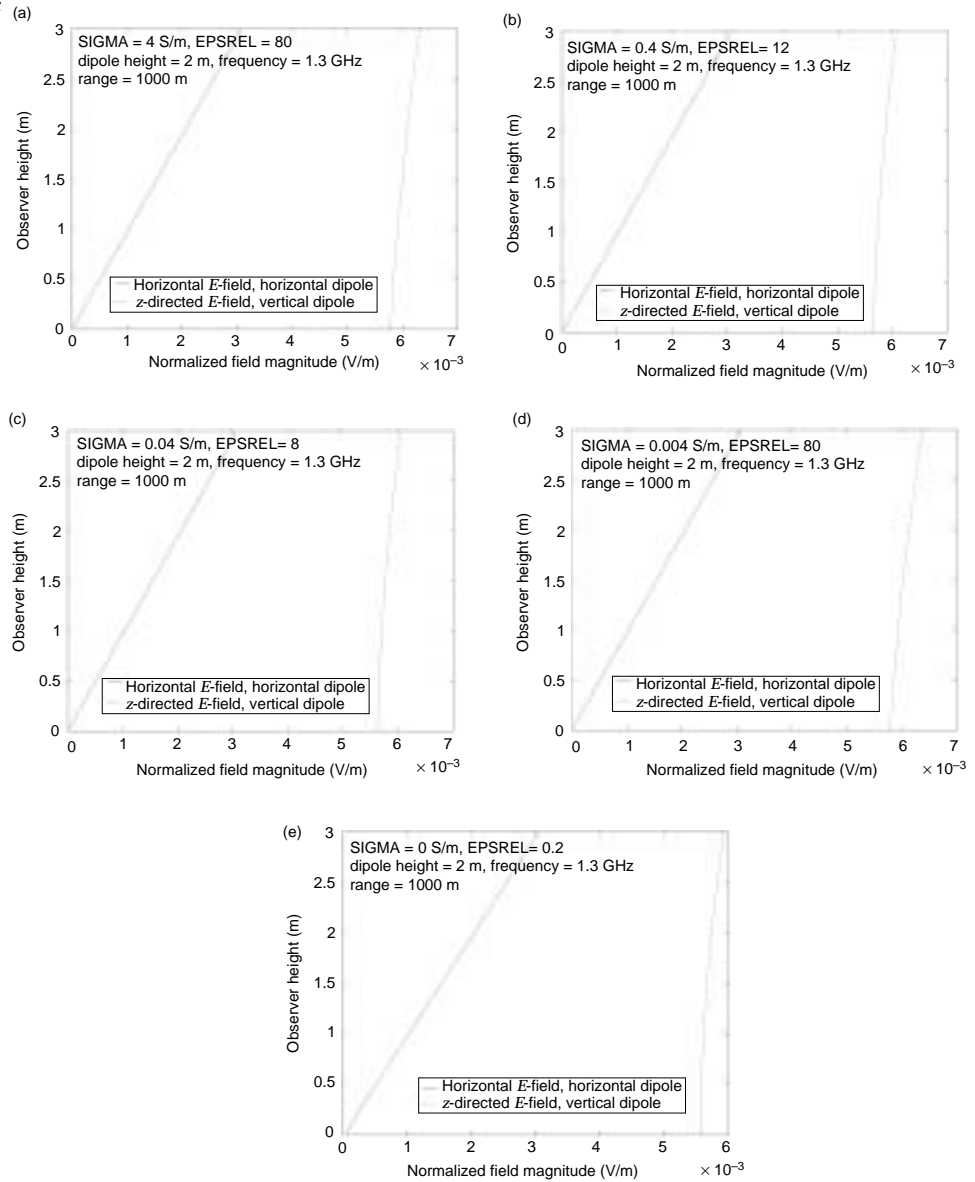 (a)
SIGMA = 4 S/m, EPSREL = 80
dipole height = 2 m, frequency = 1.3 GHz
range = 1000 m
Observer height (m)
3
2.5
2
1.5
1
0.5
0
Horizontal E-field, horizontal dipole
z-directed E-field, vertical dipole
0 1 2 3 4 5 6 7
Normalized field magnitude (V/m)
× 10⁻³
(b)
SIGMA = 0.4 S/m, EPSREL= 12
dipole height = 2 m, frequency = 1.3 GHz
range = 1000 m
Observer height (m)
3
2.5
2
1.5
1
0.5
0
Horizontal E-field, horizontal dipole
z-directed E-field, vertical dipole
0 1 2 3 4 5 6 7
Normalized field magnitude (V/m)
× 10⁻³
(c)
SIGMA = 0.04 S/m, EPSREL= 8
dipole height = 2 m, frequency = 1.3 GHz
range = 1000 m
Observer height (m)
3
2.5
2
1.5
1
0.5
0
Horizontal E-field, horizontal dipole
z-directed E-field, vertical dipole
0 1 2 3 4 5 6 7
Normalized field magnitude (V/m)
× 10⁻³
(d)
SIGMA = 0.004 S/m, EPSREL= 80
dipole height = 2 m, frequency = 1.3 GHz
range = 1000 m
Observer height (m)
3
2.5
2
1.5
1
0.5
0
Horizontal E-field, horizontal dipole
z-directed E-field, vertical dipole
0 1 2 3 4 5 6 7
Normalized field magnitude (V/m)
× 10⁻³
(e)
SIGMA = 0 S/m, EPSREL= 0.2
dipole height = 2 m, frequency = 1.3 GHz
range = 1000 m
Observer height (m)
3
2.5
2
1.5
1
0.5
0
Horizontal E-field, horizontal dipole
z-directed E-field, vertical dipole
0 1 2 3 4 5 6
Normalized field magnitude (V/m)
× 10⁻³